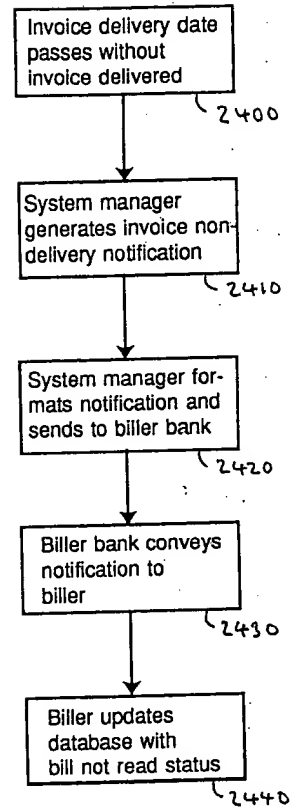 Invoice delivery date
passes without
invoice delivered
2400
System manager
generates invoice non-
delivery notification
2410
System manager for-
mats notification and
sends to biller bank
2420
Biller bank conveys
notification to
biller
2430
Biller updates
database with
bill not read status
2440